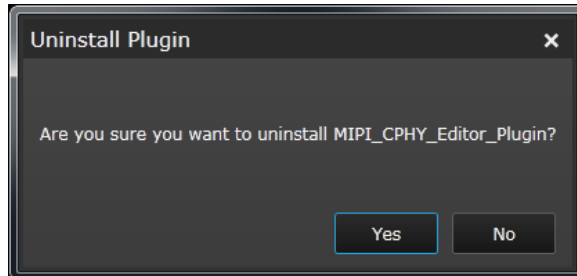 Uninstall Plugin
Are you sure you want to uninstall MIPI_CPHY_Editor_Plugin?
Yes
No